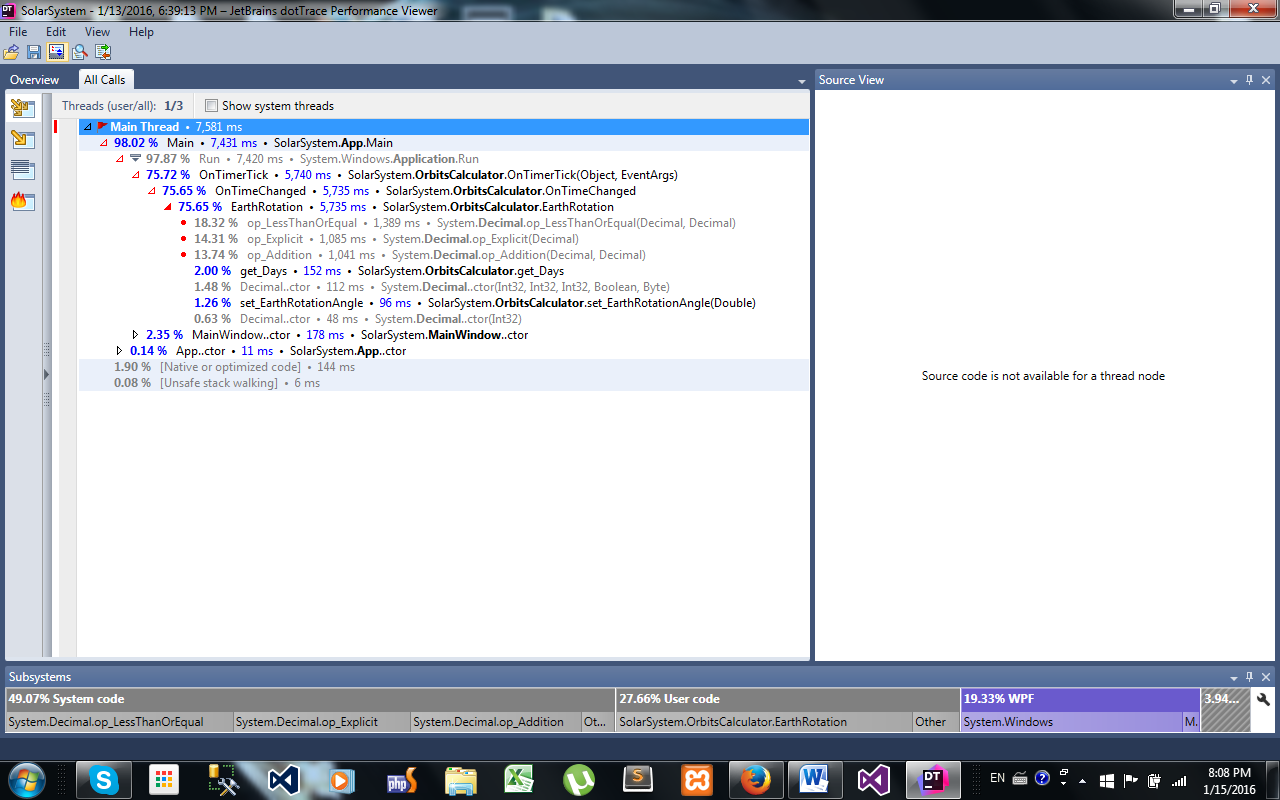 SolarSystem - 1/13/2016, 6:39:13 PM – JetBrains dotTrace Performance Viewer
File Edit View Help
Overview All Calls
Source View
Threads (user/all): 1/3 Show system threads
Main Thread • 7,581 ms
98.02 % Main • 7,431 ms • SolarSystem.App.Main
97.87 % Run • 7,420 ms • System.Windows.Application.Run
75.72 % OnTimerTick • 5,740 ms • SolarSystem.OrbitsCalculator.OnTimerTick(Object, EventArgs)
75.65 % OnTimeChanged • 5,735 ms • SolarSystem.OrbitsCalculator.OnTimeChanged
75.65 % EarthRotation • 5,735 ms • SolarSystem.OrbitsCalculator.EarthRotation
18.32 % op_LessThanOrEqual • 1,389 ms • System.Decimal.op_LessThanOrEqual(Decimal, Decimal)
14.31 % op_Explicit • 1,085 ms • System.Decimal.op_Explicit(Decimal)
13.74 % op_Addition • 1,041 ms • System.Decimal.op_Addition(Decimal, Decimal)
2.00 % get_Days • 152 ms • SolarSystem.OrbitsCalculator.get_Days
1.48 % Decimal..ctor • 112 ms • System.Decimal..ctor(Int32, Int32, Int32, Boolean, Byte)
1.26 % set_EarthRotationAngle • 96 ms • SolarSystem.OrbitsCalculator.set_EarthRotationAngle(Double)
0.63 % Decimal..ctor • 48 ms • System.Decimal..ctor(Int32)
2.35 % MainWindow..ctor • 178 ms • SolarSystem.MainWindow..ctor
0.14 % App..ctor • 11 ms • SolarSystem.App..ctor
1.90 % [Native or optimized code] • 144 ms
0.08 % [Unsafe stack walking] • 6 ms
Source code is not available for a thread node
Subsystems
49.07% System code 27.66% User code 19.33% WPF 3.94...
System.Decimal.op_LessThanOrEqual System.Decimal.op_Explicit System.Decimal.op_Addition Ot... SolarSystem.OrbitsCalculator.EarthRotation Other System.Windows M.
php
EN
8:08 PM
1/15/2016